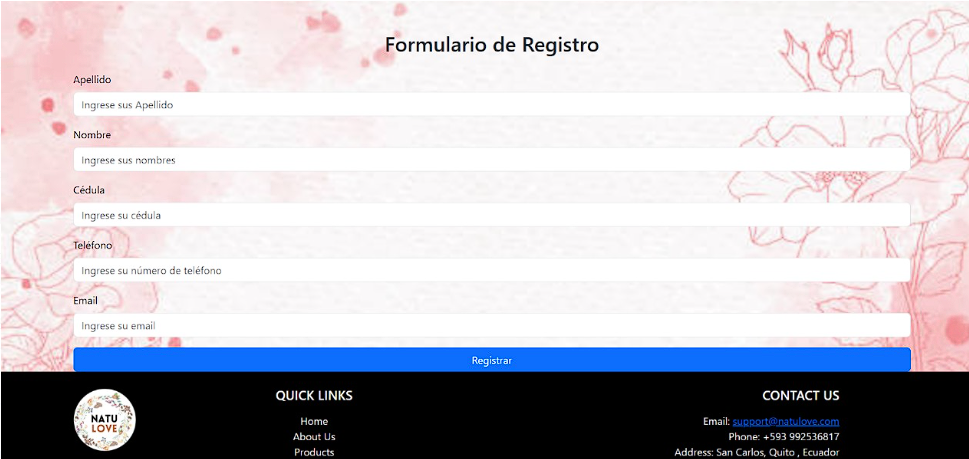 Formulario de Registro
Apellido
Ingrese sus Apellido
Nombre
Ingrese sus nombres
Cédula
Ingrese su cédula
Teléfono
Ingrese su número de teléfono
Email
Ingrese su email
Registrar
NATU
LOVE
QUICK LINKS
Home
About Us
Products
CONTACT US
Email: support@natulove.com
Phone: +593 992536817
Address: San Carlos, Quito , Ecuador